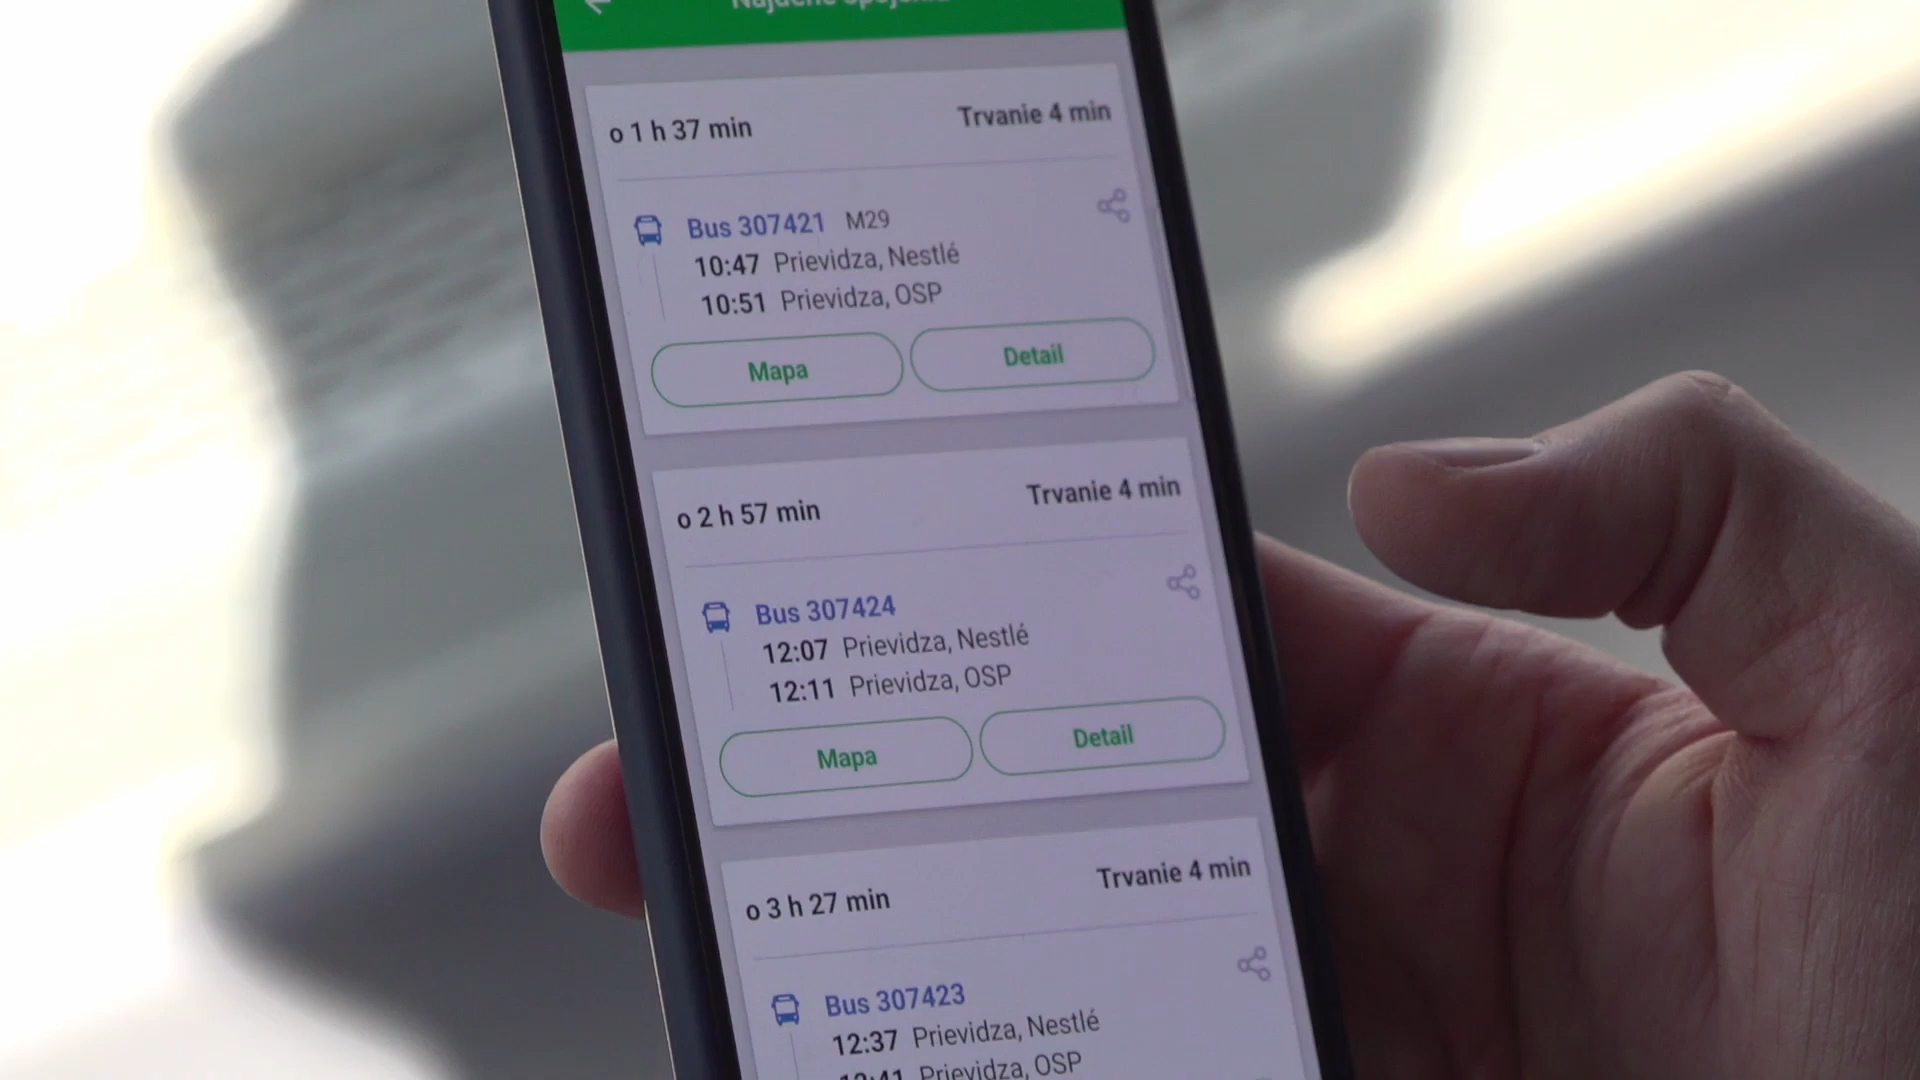 o 1 h 37 min Trvanie 4 min
Bus 307421 M29
10:47 Prievidza, Nestlé
10:51 Prievidza, OSP
Mapa Detail
o 2 h 57 min Trvanie 4 min
Bus 307424
12:07 Prievidza, Nestlé
12:11 Prievidza, OSP
Mapa Detail
o 3 h 27 min Trvanie 4 min
Bus 307423
12:37 Prievidza, Nestlé
12:41 Prievidza, OSP